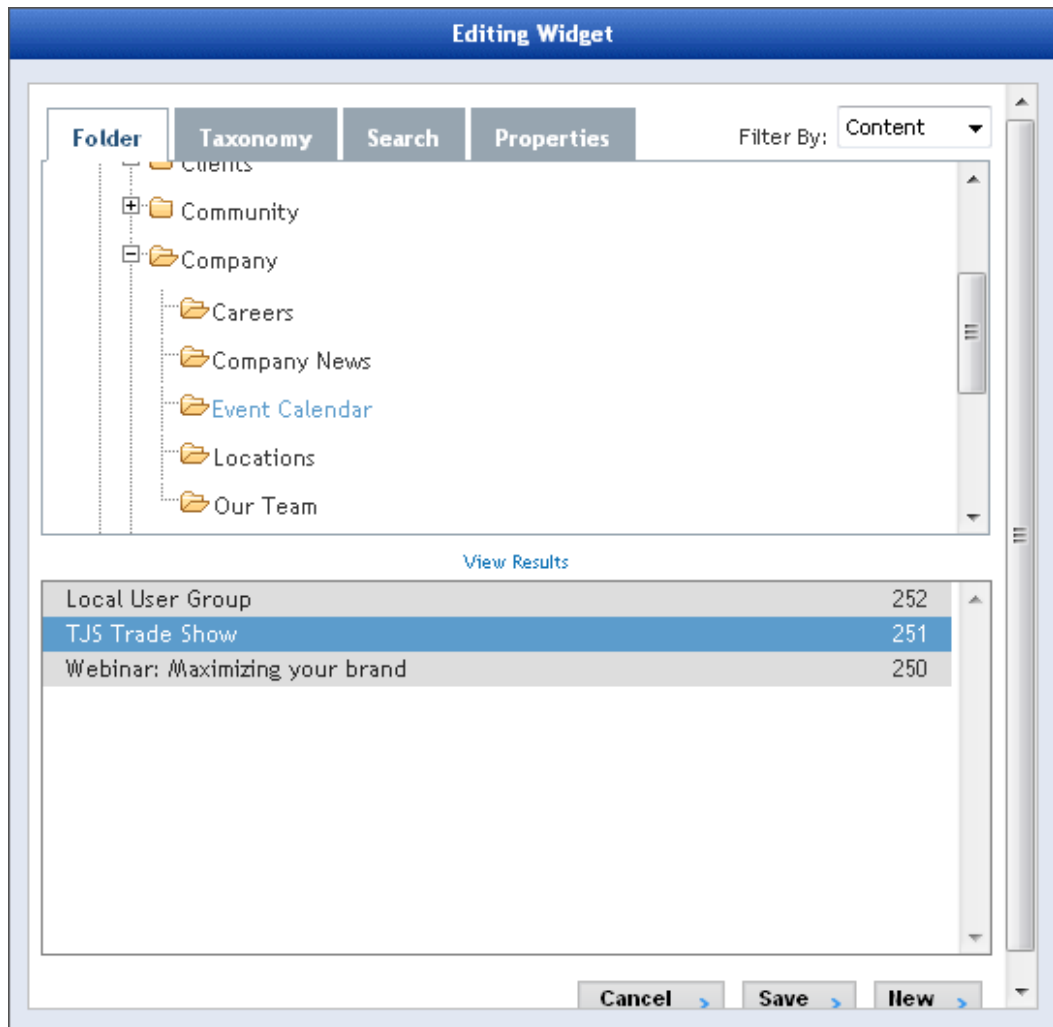 Editing Widget
Folder Taxonomy Search Properties Filter By: Content
Clients
Community
Company
Careers
Company News
Event Calendar
Locations
Our Team
View Results
Local User Group 252
TJS Trade Show 251
Webinar: Maximizing your brand 250
Cancel Save New